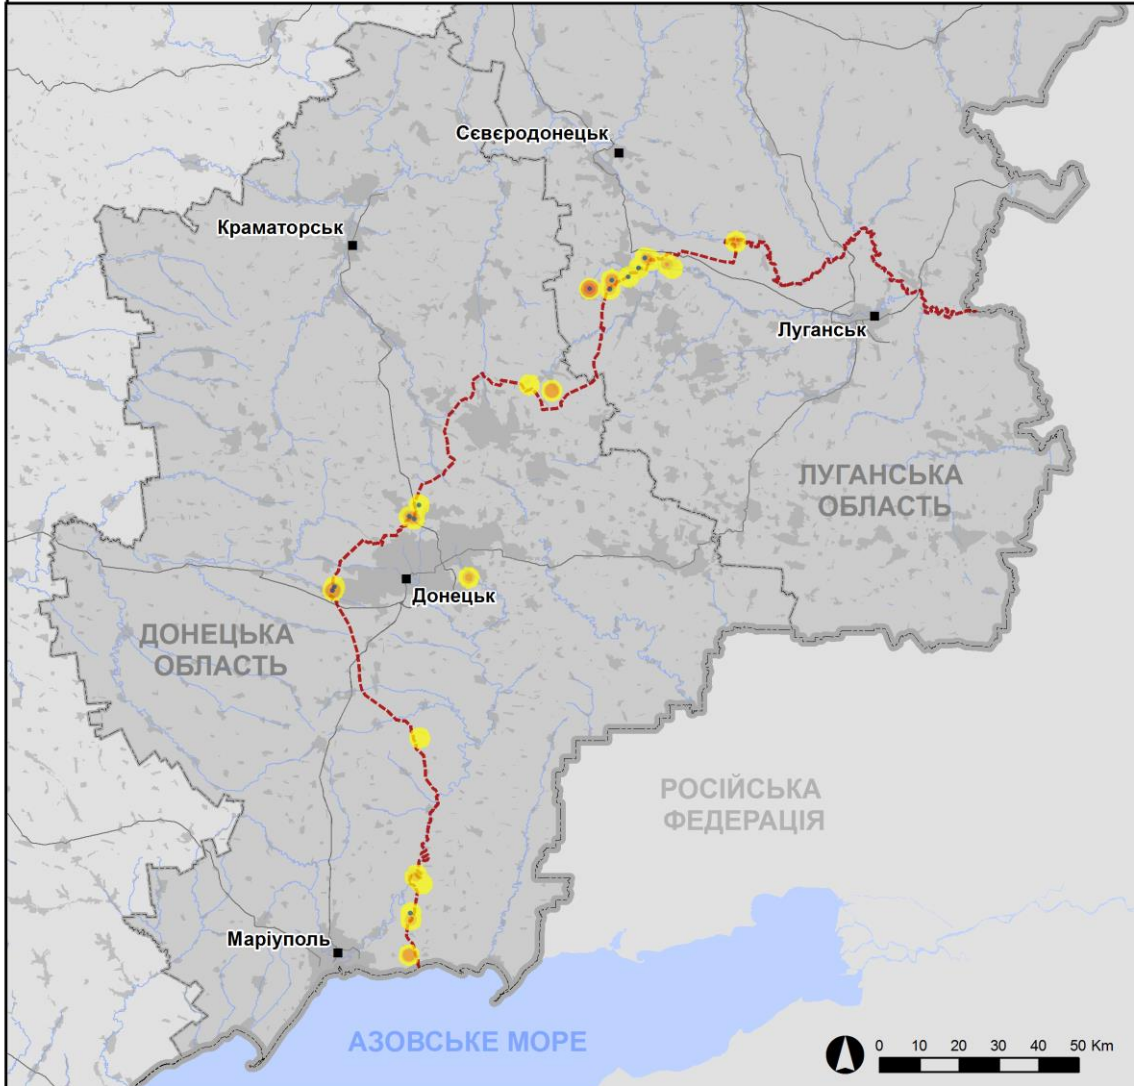 Сєвєродонецьк
Краматорськ
Луганськ
ЛУГАНСЬКА
ОБЛАСТЬ
Донецьк
ДОНЕЦЬКА
ОБЛАСТЬ
РОСІЙСЬКА
ФЕДЕРАЦІЯ
Маріуполь
АЗОВСЬКЕ МОРЕ
0 10 20 30 40 50 Km